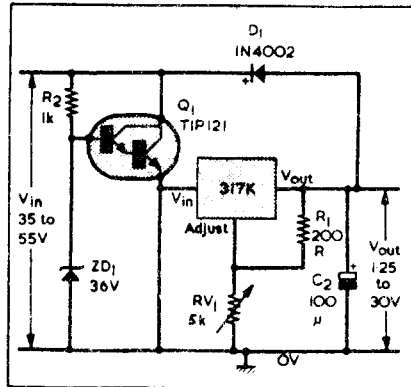 D1
1N4002
R2
1k
Q1
TIP121
Vin
35 to
55V
Vin
317K
Vout
Adjust
R1
200
R
ZD1
36V
RV1
5k
C2
100
μ
Vout
1·25
to
30V
0V